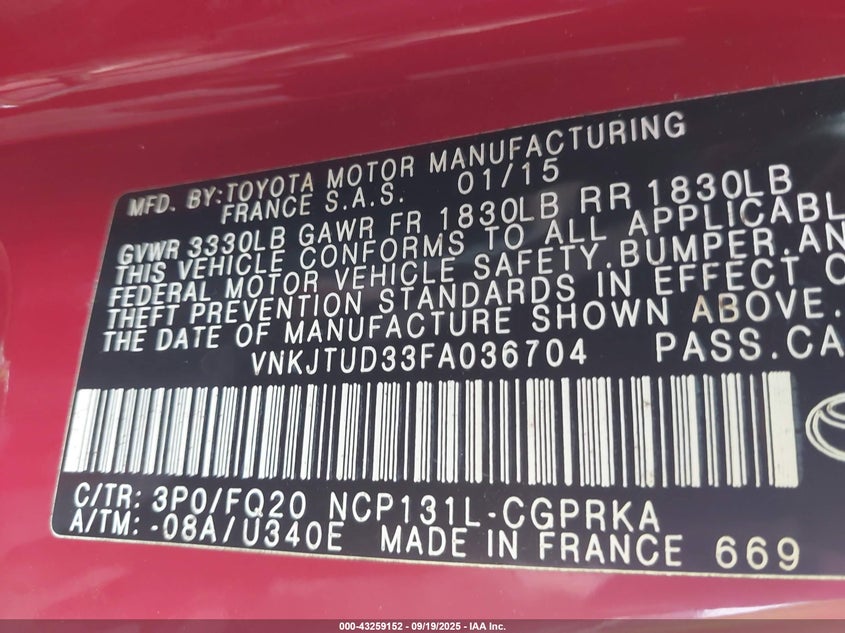 MFD. BY:TOYOTA MOTOR MANUFACTURING
FRANCE S.A.S. 01/15
GVWR 3330LB GAWR FR 1830LB RR 1830LB
THIS VEHICLE CONFORMS TO ALL APPLICABL
FEDERAL MOTOR VEHICLE SAFETY,BUMPER,AN
THEFT PREVENTION STANDARDS IN EFFECT O
THE DATE OF MANUFACTURE SHOWN ABOVE.
VNKJTUD33FA036704 PASS.CA
C/TR: 3P0/FQ20 NCP131L-CGPRKA
A/TM: -08A/U340E MADE IN FRANCE 669
000-43259152 | 09/19/2025 - IAA Inc.